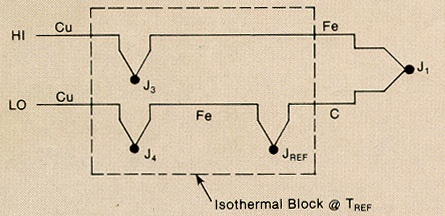 HI Cu Fe
J3 J1
LO Cu Fe C
J4 JREF
Isothermal Block @ TREF